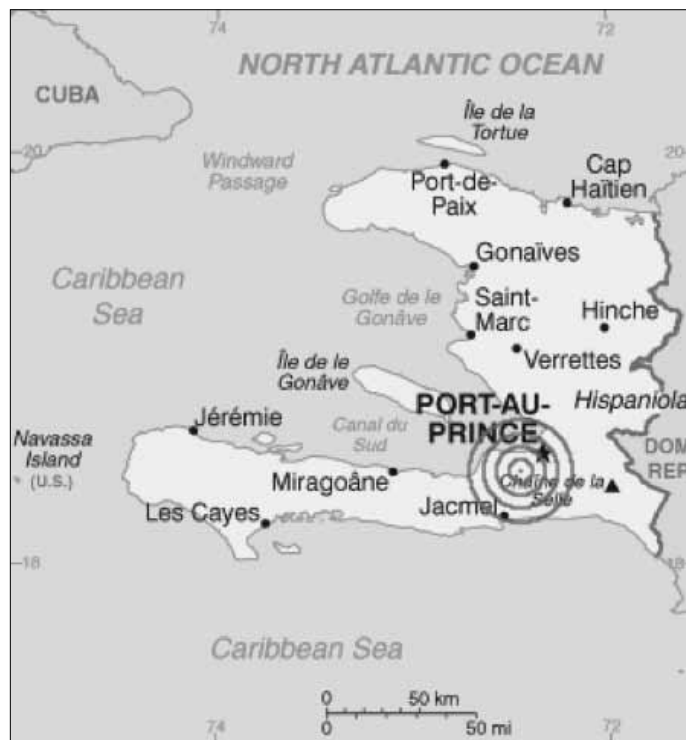 74
72
NORTH ATLANTIC OCEAN
CUBA
Île de la
Tortue
20
20
Windward
Passage
Port-de-
Paix
Cap
Haïtien
Gonaïves
Caribbean
Sea
Golfe de le
Gonâve
Saint-
Marc
Hinche
Verrettes
Île de le
Gonâve
PORT-AU-
PRINCE
Hispaniola
Jérémie
Canal du
Sud
Navassa
Island
(U.S.)
DOM
REP
Miragoâne
Chaîne de la
Selle
Les Cayes
Jacmel
18
18
Caribbean Sea
0 50 km
0 50 mi
74
72